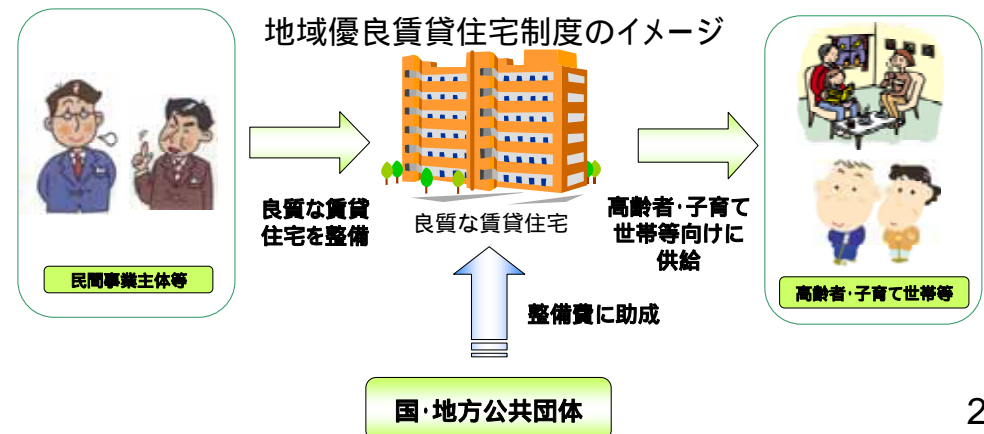 地域優良賃貸住宅制度のイメージ
良質な賃貸
住宅を整備
良質な賃貸住宅
高齢者・子育て
世帯等向けに
供給
民間事業主体等
高齢者・子育て世帯等
整備費に助成
国・地方公共団体
2